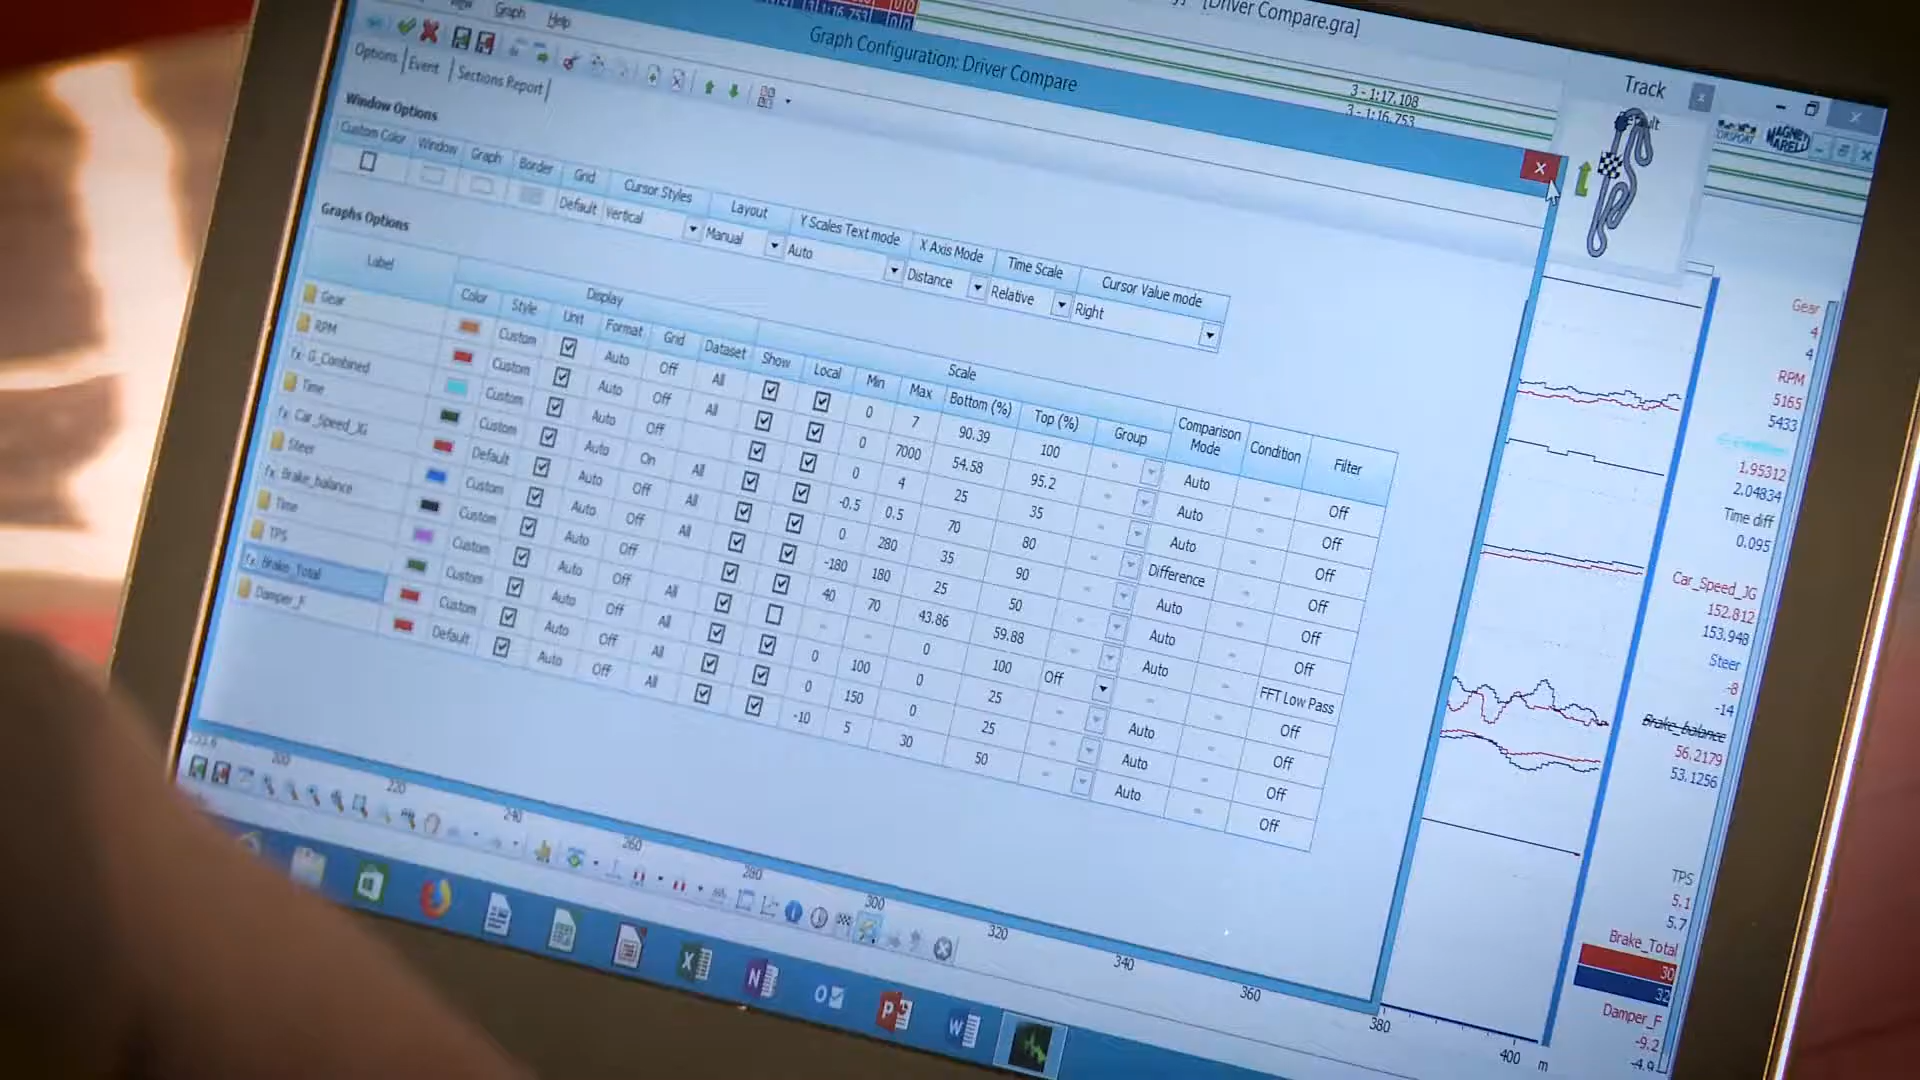 Graph Help
[Driver Compare.gra]
Graph Configuration: Driver Compare
3 - 1:17.108
3 - 1:16.753
Track
MAGNETI MARELLI
Options Event Sections Report
Window Options
Custom Color Window Graph Border Grid Cursor Styles Layout Y Scales Text mode X Axis Mode Time Scale Cursor Value mode
Default Vertical Manual Auto Distance Relative Right
Graphs Options
Label Display Scale
Color Style Unit Format Grid Dataset Show Local Min Max Bottom (%) Top (%) Group Comparison Mode Condition Filter
Gear Custom Auto Off All 0 7 90.39 100 - Auto - Off
RPM Custom Auto Off All 0 7000 54.58 95.2 - Auto - Off
fx G_Combined Custom Auto Off 0 4 25 35 - Auto - Off
Time Custom Auto On All -0.5 0.5 70 80 - Difference - Off
fx Car_Speed_JG Default Auto Off All 0 280 35 90 - Auto - Off
Steer Custom Auto Off All -180 180 25 50 - Auto - Off
fx Brake_balance Custom Auto Off 40 70 43.86 59.88 - Auto - FFT Low Pass
Time Custom Auto Off All - - 0 100 Off - Off
TPS Custom Auto Off All 0 100 0 25 - Auto - Off
fx Brake_Total Custom Auto Off All 0 150 0 25 - Auto - Off
Damper_F Default Auto Off All -10 5 30 50 - Auto - Off
Gear
4
4
RPM
5165
5433
1.95312
2.04834
Time diff
0.095
Car_Speed_JG
152.812
153.948
Steer
-8
-14
Brake_balance
56.2179
53.1256
TPS
5.1
5.7
Brake_Total
30
32
Damper_F
-9.2
-4.9
200 220 240 260 280 300 320 340 360 380 400 m